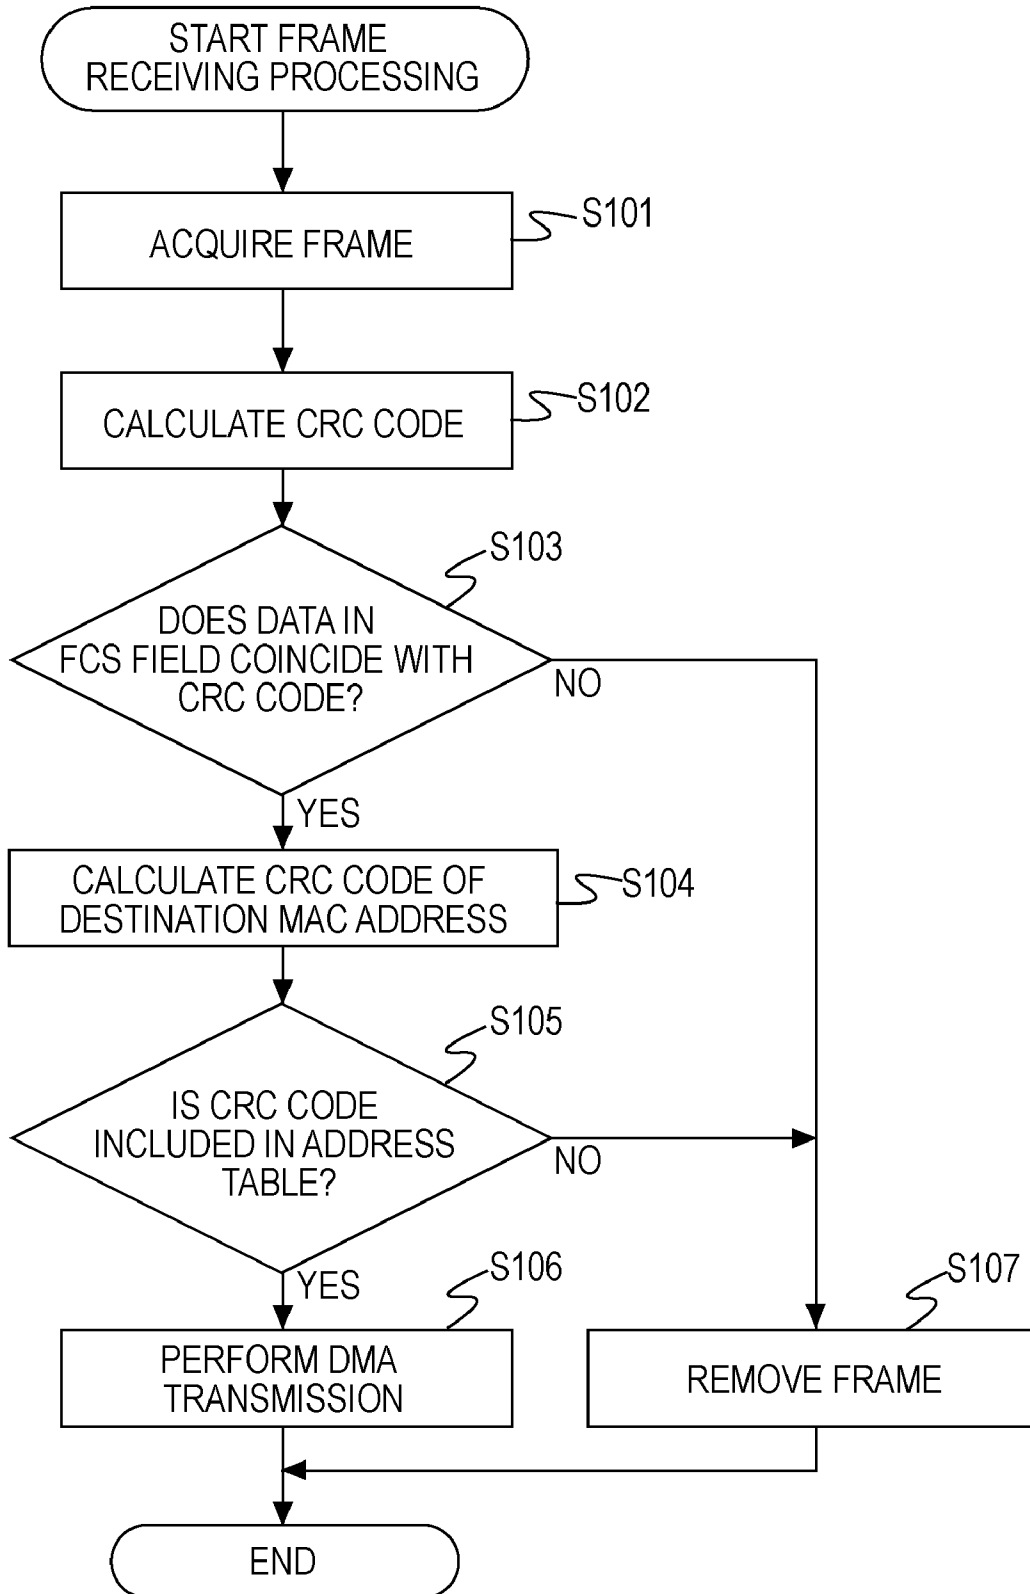 START FRAME
RECEIVING PROCESSING
S101
ACQUIRE FRAME
S102
CALCULATE CRC CODE
S103
DOES DATA IN
FCS FIELD COINCIDE WITH
CRC CODE?
NO
YES
CALCULATE CRC CODE OF
DESTINATION MAC ADDRESS
S104
S105
IS CRC CODE
INCLUDED IN ADDRESS
TABLE?
NO
YES
S106
PERFORM DMA
TRANSMISSION
S107
REMOVE FRAME
END